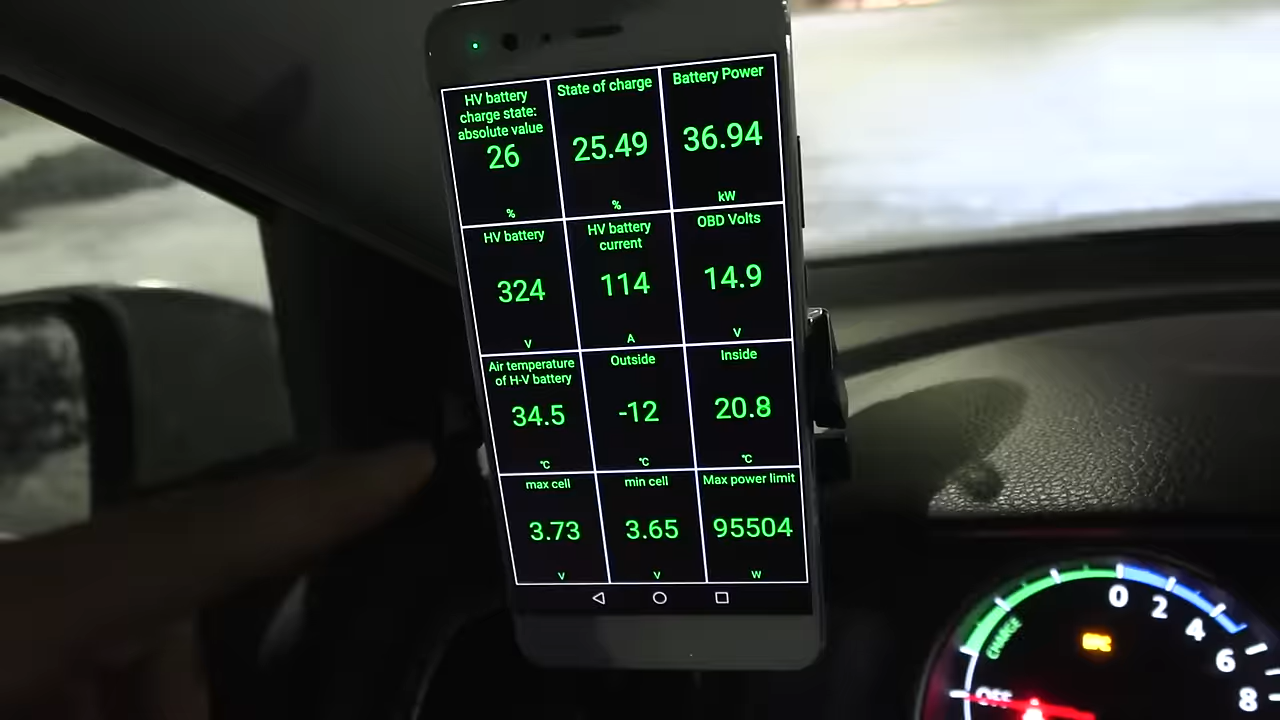 HV battery
charge state:
absolute value
26
%
State of charge
25.49
%
Battery Power
36.94
kW
HV battery
324
V
HV battery
current
114
A
OBD Volts
14.9
V
Air temperature
of H-V battery
34.5
℃
Outside
-12
℃
Inside
20.8
℃
max cell
3.73
V
min cell
3.65
V
Max power limit
95504
W
CHARGE
0
2
4
6
8
EPC
OFF